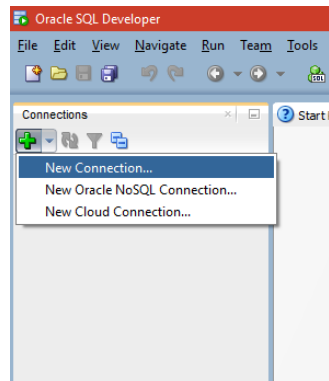 Oracle SQL Developer
File Edit View Navigate Run Team Tools
Connections
Start
New Connection...
New Oracle NoSQL Connection...
New Cloud Connection...